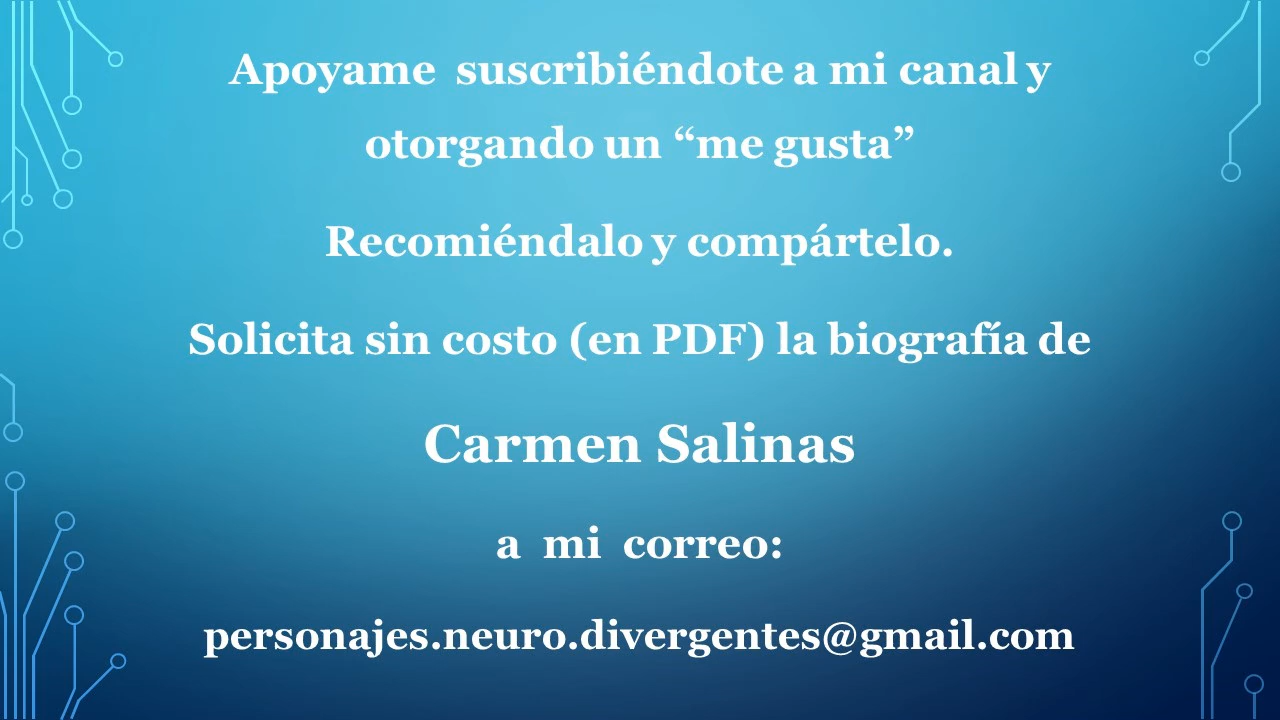 Apoyame suscribiéndote a mi canal y
otorgando un “me gusta”
Recomiéndalo y compártelo.
Solicita sin costo (en PDF) la biografía de
Carmen Salinas
a mi correo:
personajes.neuro.divergentes@gmail.com